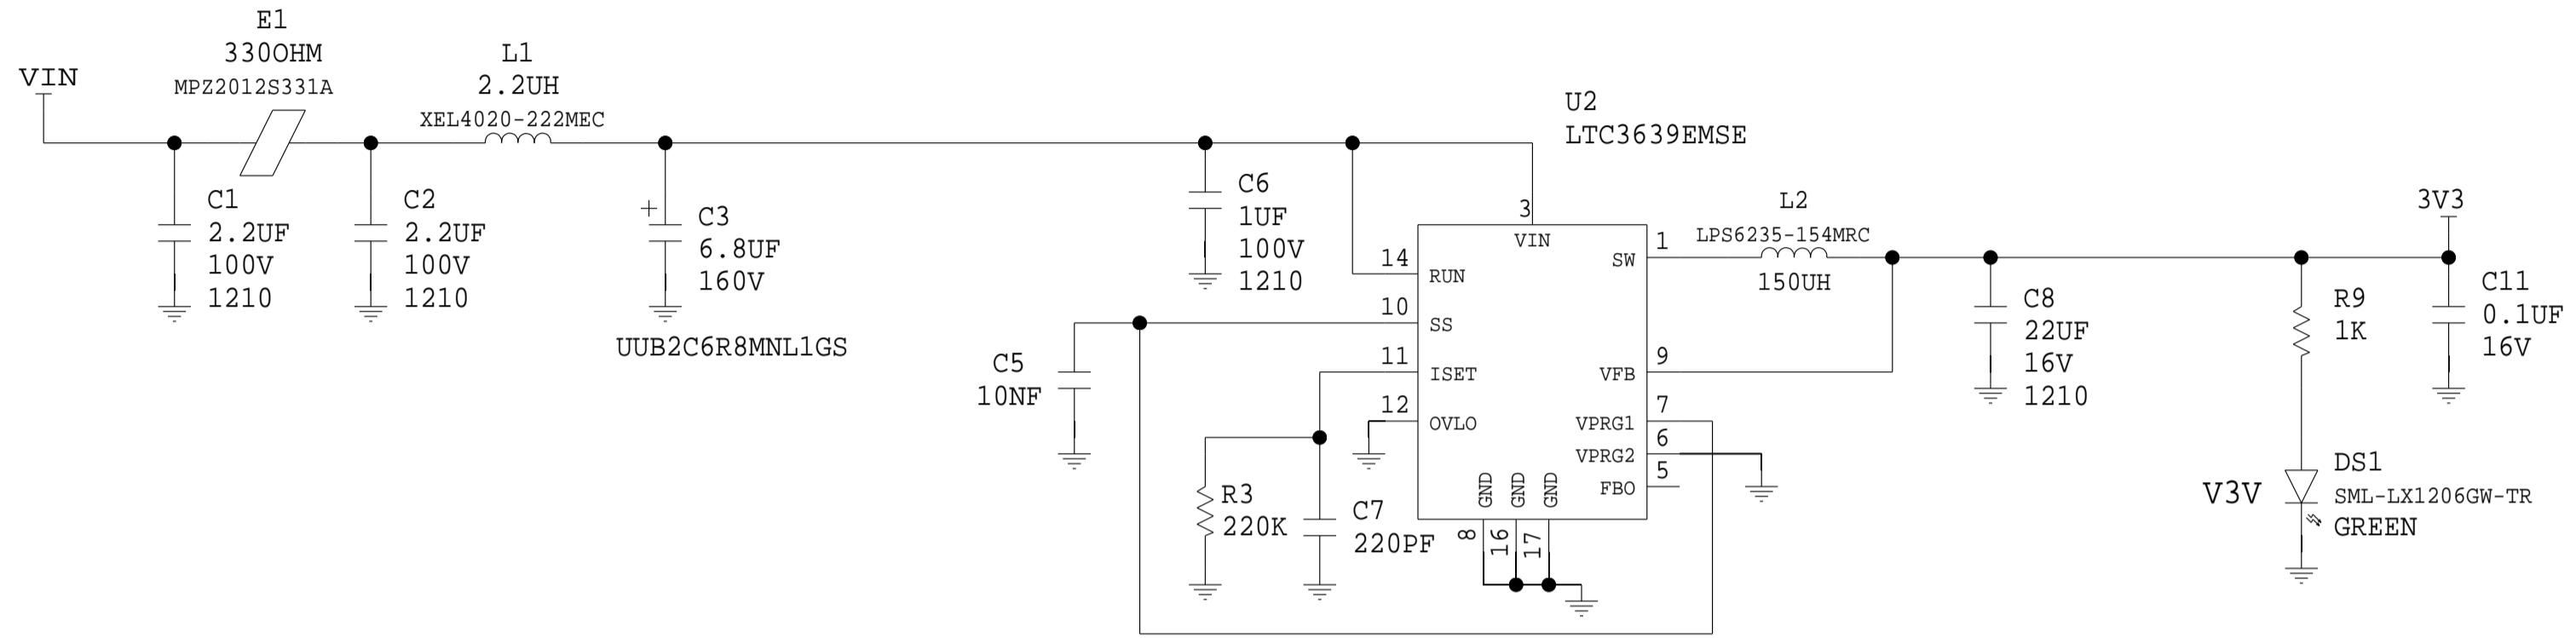 VIN
E1
330OHM
MPZ2012S331A
L1
2.2UH
XEL4020-222MEC
C1
2.2UF
100V
1210
C2
2.2UF
100V
1210
+
C3
6.8UF
160V
UUB2C6R8MNL1GS
C6
1UF
100V
1210
C5
10NF
R3
220K
C7
220PF
U2
LTC3639EMSE
3
VIN
14
RUN
10
SS
11
ISET
12
OVLO
1
SW
9
VFB
7
VPRG1
6
VPRG2
5
FBO
GND
GND
GND
8
16
17
L2
LPS6235-154MRC
150UH
C8
22UF
16V
1210
R9
1K
3V3
C11
0.1UF
16V
V3V
DS1
SML-LX1206GW-TR
GREEN